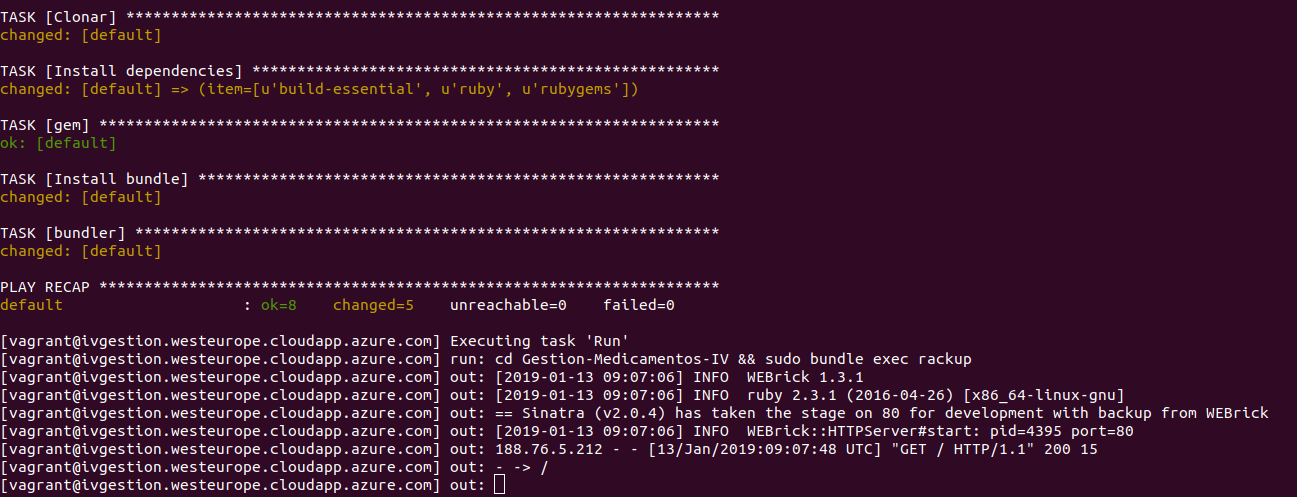 TASK [Clonar] ******************************************************************
changed: [default]
TASK [Install dependencies] ****************************************************
changed: [default] => (item=[u'build-essential', u'ruby', u'rubygems'])
TASK [gem] *********************************************************************
ok: [default]
TASK [Install bundle] **********************************************************
changed: [default]
TASK [bundler] *****************************************************************
changed: [default]
PLAY RECAP *********************************************************************
default                    : ok=8    changed=5    unreachable=0    failed=0
[vagrant@ivgestion.westeurope.cloudapp.azure.com] Executing task 'Run'
[vagrant@ivgestion.westeurope.cloudapp.azure.com] run: cd Gestion-Medicamentos-IV && sudo bundle exec rackup
[vagrant@ivgestion.westeurope.cloudapp.azure.com] out: [2019-01-13 09:07:06] INFO  WEBrick 1.3.1
[vagrant@ivgestion.westeurope.cloudapp.azure.com] out: [2019-01-13 09:07:06] INFO  ruby 2.3.1 (2016-04-26) [x86_64-linux-gnu]
[vagrant@ivgestion.westeurope.cloudapp.azure.com] out: == Sinatra (v2.0.4) has taken the stage on 80 for development with backup from WEBrick
[vagrant@ivgestion.westeurope.cloudapp.azure.com] out: [2019-01-13 09:07:06] INFO  WEBrick::HTTPServer#start: pid=4395 port=80
[vagrant@ivgestion.westeurope.cloudapp.azure.com] out: 188.76.5.212 - - [13/Jan/2019:09:07:48 UTC] "GET / HTTP/1.1" 200 15
[vagrant@ivgestion.westeurope.cloudapp.azure.com] out: - -> /
[vagrant@ivgestion.westeurope.cloudapp.azure.com] out: